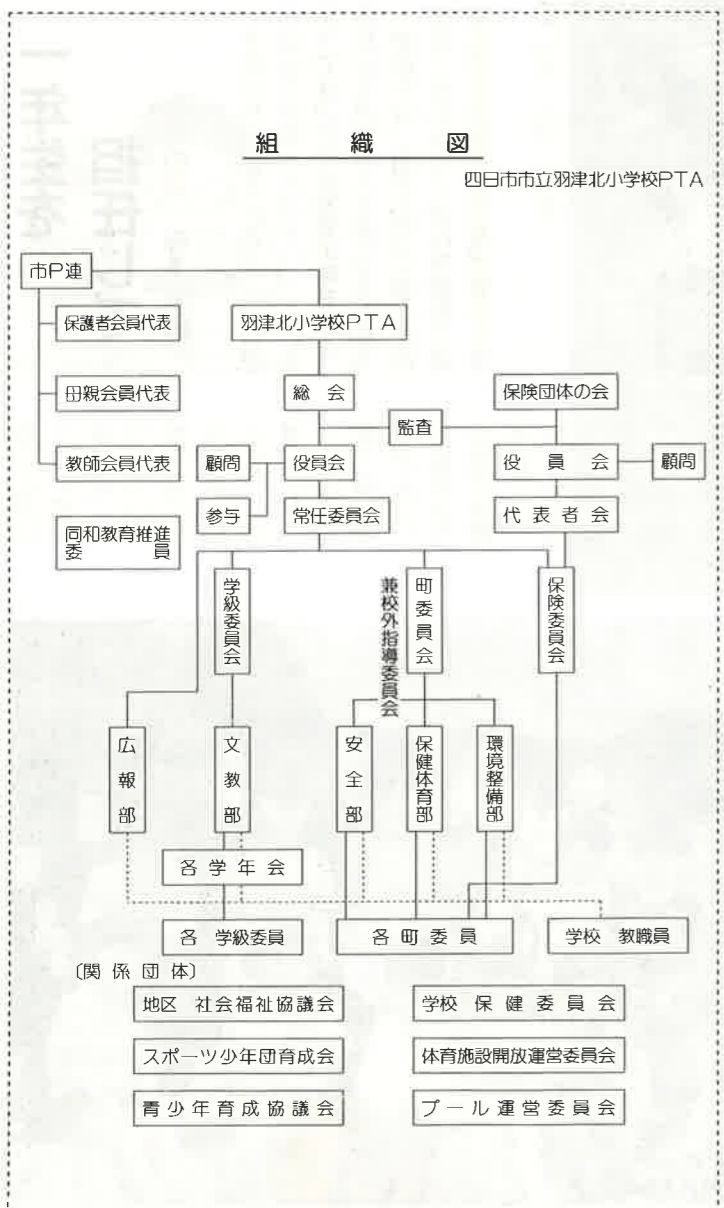 組織図
四日市市立羽津北小学校PTA
市P連
保護者会員代表
羽津北小学校PTA
母親会員代表
総会
保険団体の会
監査
教師会員代表
顧問
役員会
役員会
顧問
同和教育推進
委員
参与
常任委員会
代表者会
学級委員会
兼校外指導委員会
町委員会
保険委員会
広報部
文教部
安全部
保健体育部
環境整備部
各学年会
各 学級委員
各町委員
学校 教職員
〔関係団体〕
地区 社会福祉協議会
学校 保健委員会
スポーツ少年団育成会
体育施設開放運営委員会
青少年育成協議会
プール運営委員会